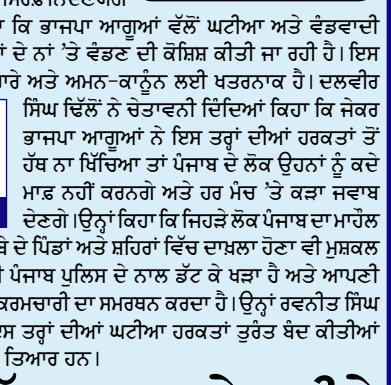 ਕਿ ਭਾਜਪਾ ਆਗੂਆਂ ਵੱਲੋਂ ਘਟੀਆ ਅਤੇ ਵੰਡਵਾਦੀ
ਦੇ ਨਾਂ 'ਤੇ ਵੰਡਣ ਦੀ ਕੋਸ਼ਿਸ਼ ਕੀਤੀ ਜਾ ਰਹੀ ਹੈ। ਇਸ
ਅਤੇ ਅਮਨ-ਕਾਨੂੰਨ ਲਈ ਖਤਰਨਾਕ ਹੈ। ਦਲਵੀਰ
ਸਿੰਘ ਢਿੱਲੋਂ ਨੇ ਚੇਤਾਵਨੀ ਦਿੰਦਿਆਂ ਕਿਹਾ ਕਿ ਜੇਕਰ
ਭਾਜਪਾ ਆਗੂਆਂ ਨੇ ਇਸ ਤਰ੍ਹਾਂ ਦੀਆਂ ਹਰਕਤਾਂ ਤੋਂ
ਹੱਥ ਨਾ ਖਿੱਚਿਆ ਤਾਂ ਪੰਜਾਬ ਦੇ ਲੋਕ ਉਹਨਾਂ ਨੂੰ ਕਦੇ
ਮਾਫ਼ ਨਹੀਂ ਕਰਨਗੇ ਅਤੇ ਹਰ ਮੰਚ 'ਤੇ ਕੜਾ ਜਵਾਬ
ਦੇਣਗੇ।ਉਨ੍ਹਾਂ ਕਿਹਾ ਕਿ ਜਿਹੜੇ ਲੋਕ ਪੰਜਾਬ ਦਾ ਮਾਹੌਲ
ਦੇ ਪਿੰਡਾਂ ਅਤੇ ਸ਼ਹਿਰਾਂ ਵਿੱਚ ਦਾਖ਼ਲਾ ਹੋਣਾ ਵੀ ਮੁਸ਼ਕਲ
ਪੰਜਾਬ ਪੁਲਿਸ ਦੇ ਨਾਲ ਡੱਟ ਕੇ ਖੜਾ ਹੈ ਅਤੇ ਆਪਣੀ
ਕਰਮਚਾਰੀ ਦਾ ਸਮਰਥਨ ਕਰਦਾ ਹੈ। ਉਨ੍ਹਾਂ ਰਵਨੀਤ ਸਿੰਘ
ਤਰ੍ਹਾਂ ਦੀਆਂ ਘਟੀਆ ਹਰਕਤਾਂ ਤੁਰੰਤ ਬੰਦ ਕੀਤੀਆਂ
ਤਿਆਰ ਹਨ।